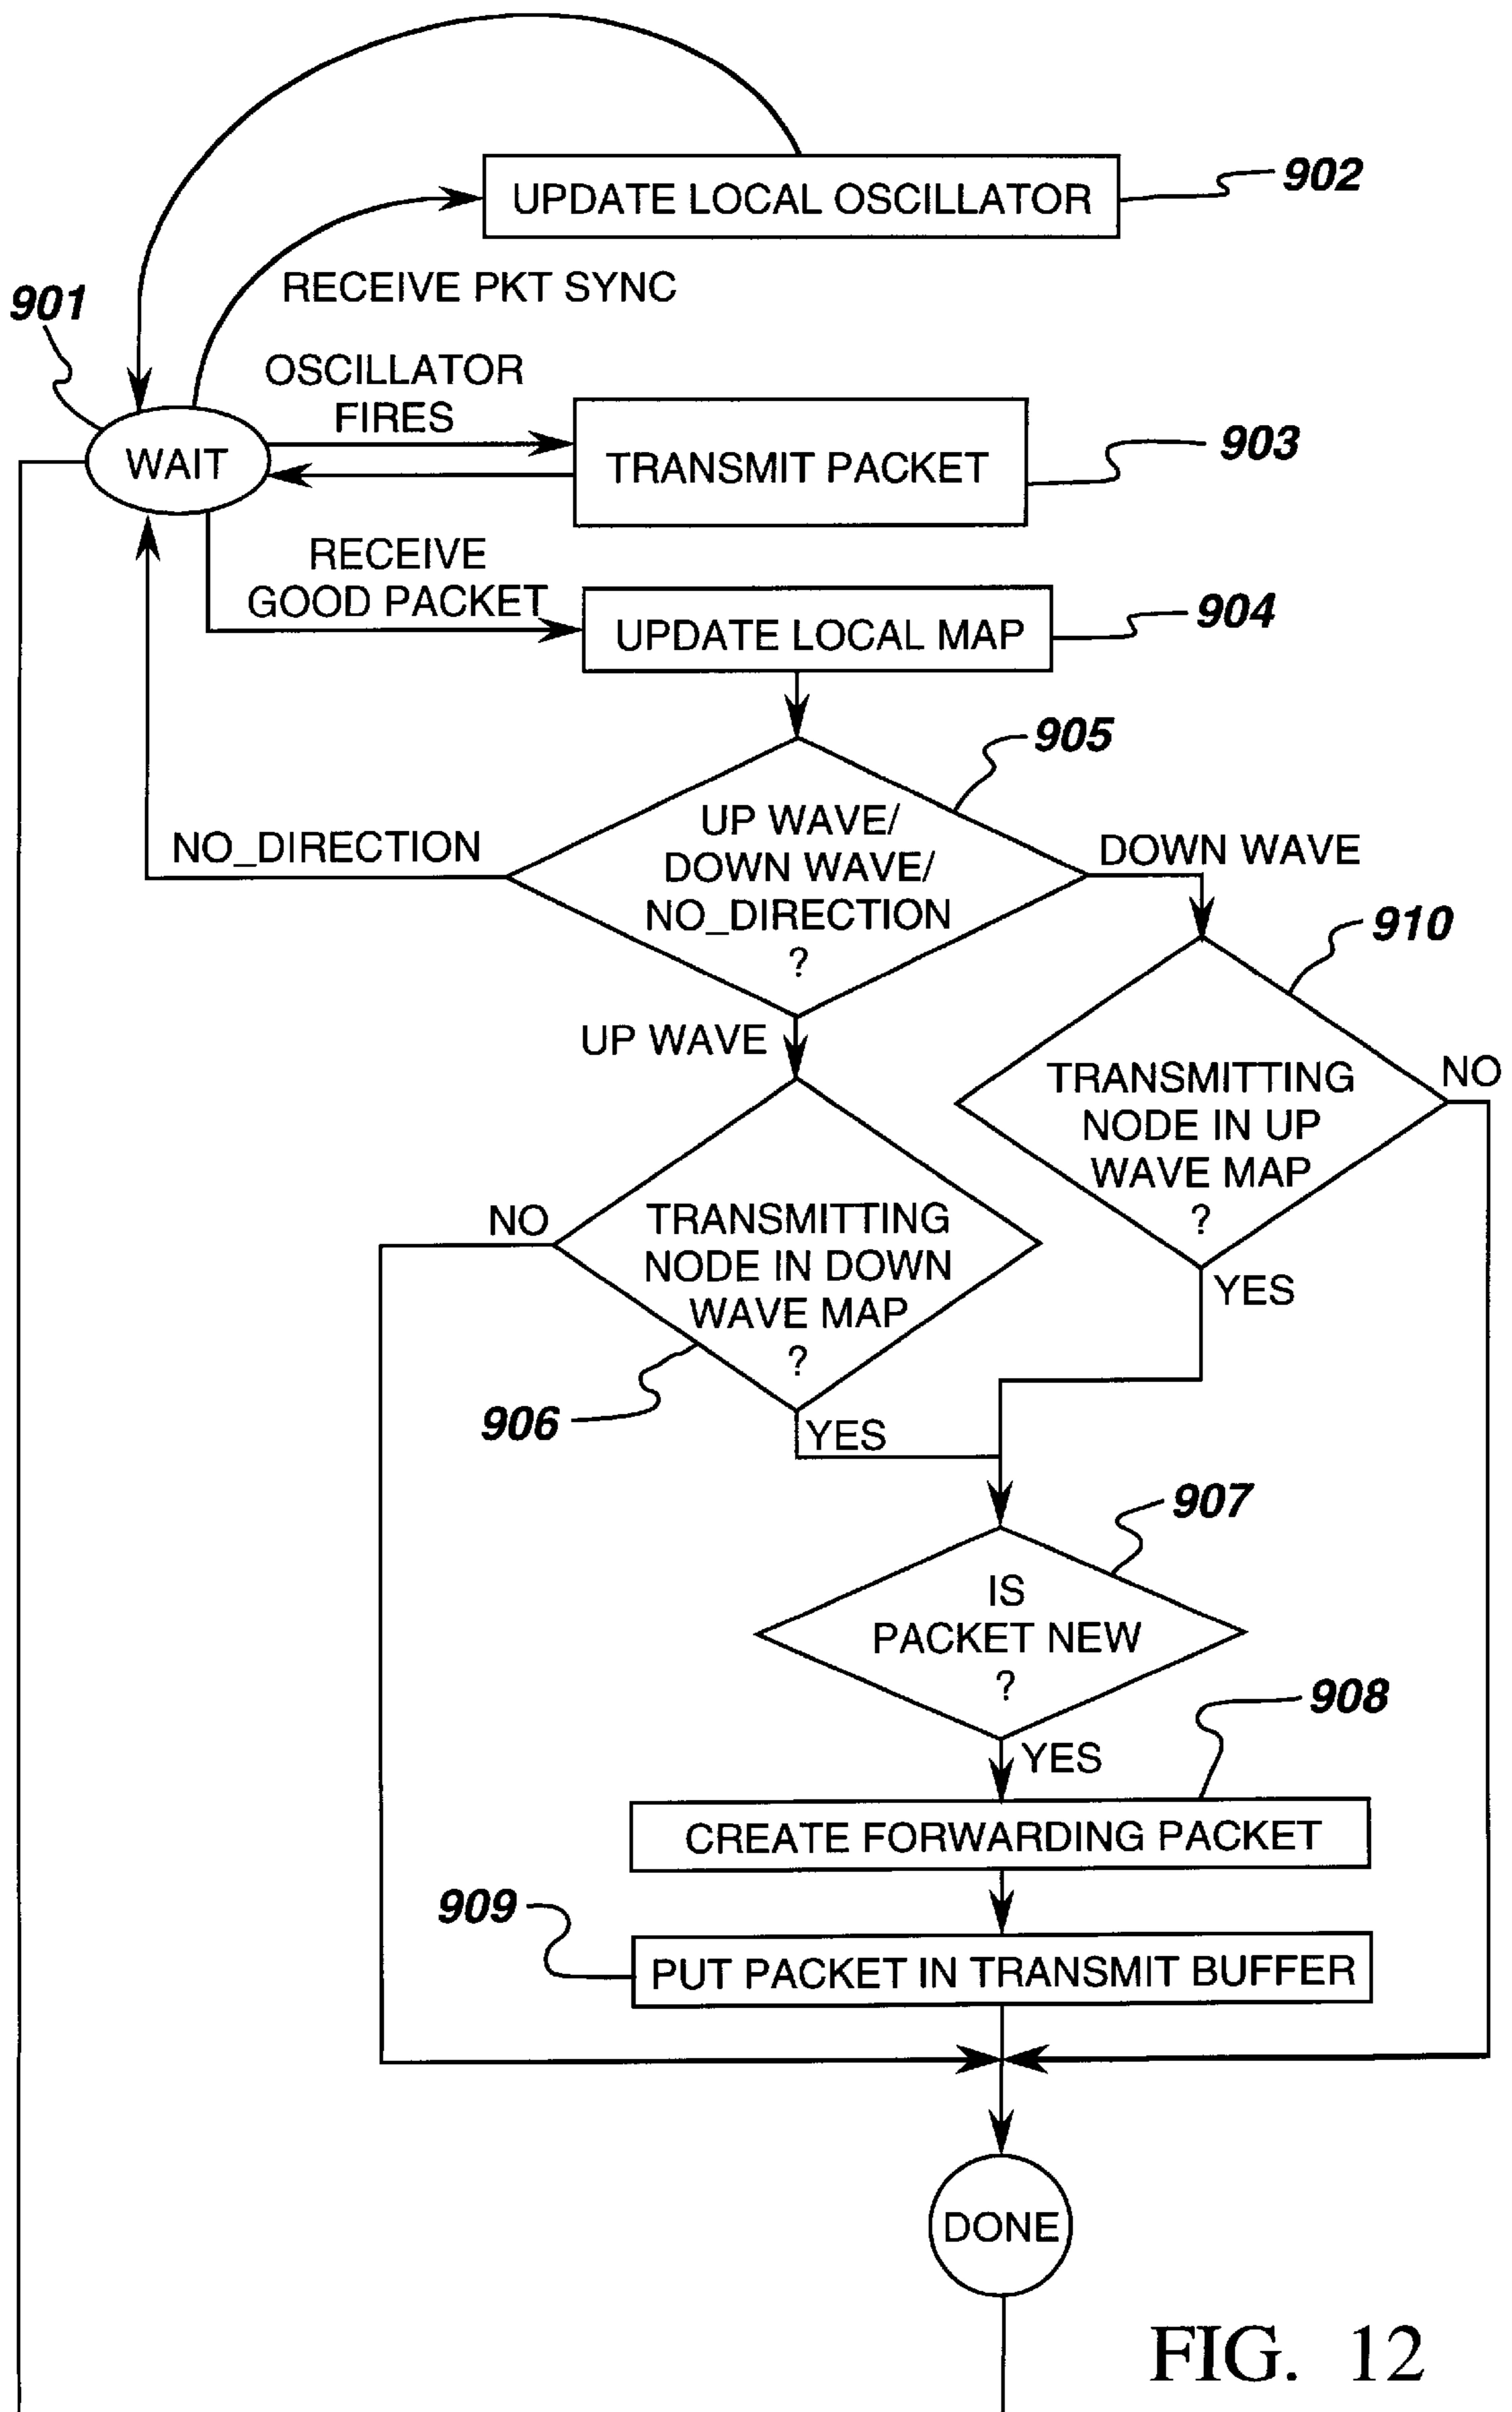 902
UPDATE LOCAL OSCILLATOR
RECEIVE PKT SYNC
901
OSCILLATOR
FIRES
903
WAIT
TRANSMIT PACKET
RECEIVE
GOOD PACKET
904
UPDATE LOCAL MAP
905
UP WAVE/
DOWN WAVE/
NO_DIRECTION
?
NO_DIRECTION
DOWN WAVE
910
UP WAVE
TRANSMITTING
NODE IN UP
WAVE MAP
?
NO
YES
NO
TRANSMITTING
NODE IN DOWN
WAVE MAP
?
906
YES
907
IS
PACKET NEW
?
908
YES
CREATE FORWARDING PACKET
909
PUT PACKET IN TRANSMIT BUFFER
DONE
FIG. 12